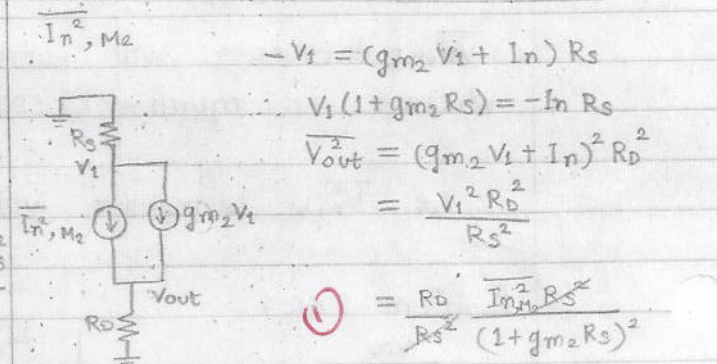 In², M2
-V1 = (gm2 V1 + In) Rs
V1 (1 + gm2 Rs) = -In Rs
Vout² = (gm2 V1 + In)² RD²
= V1² RD² / Rs²
1 = RD / Rs² In,M2² Rs² / (1 + gm2 Rs)²
Rs
V1
In², M2
gm2 V1
Vout
RD